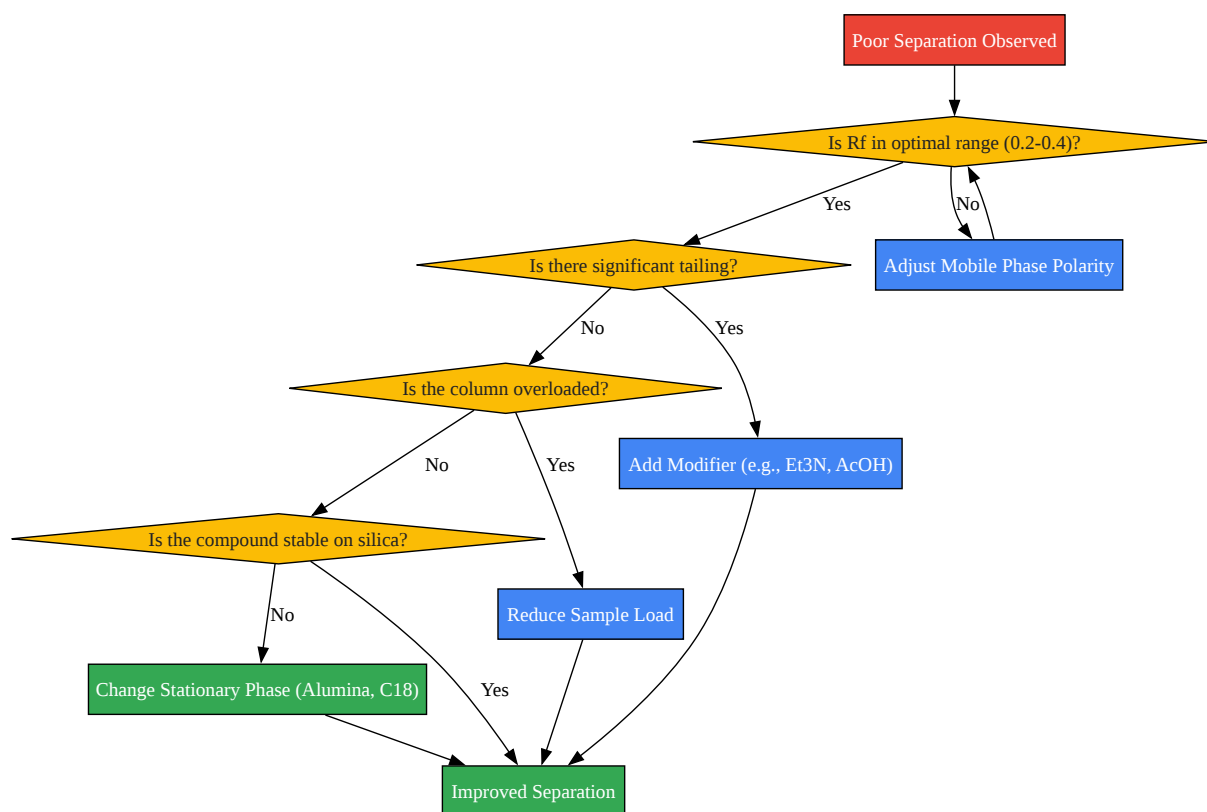 Poor Separation Observed
Is Rf in optimal range (0.2-0.4)?
Yes
No
Is there significant tailing?
Adjust Mobile Phase Polarity
No
Yes
Is the column overloaded?
No
Yes
Add Modifier (e.g., Et3N, AcOH)
Is the compound stable on silica?
No
Reduce Sample Load
Change Stationary Phase (Alumina, C18)
Yes
Improved Separation